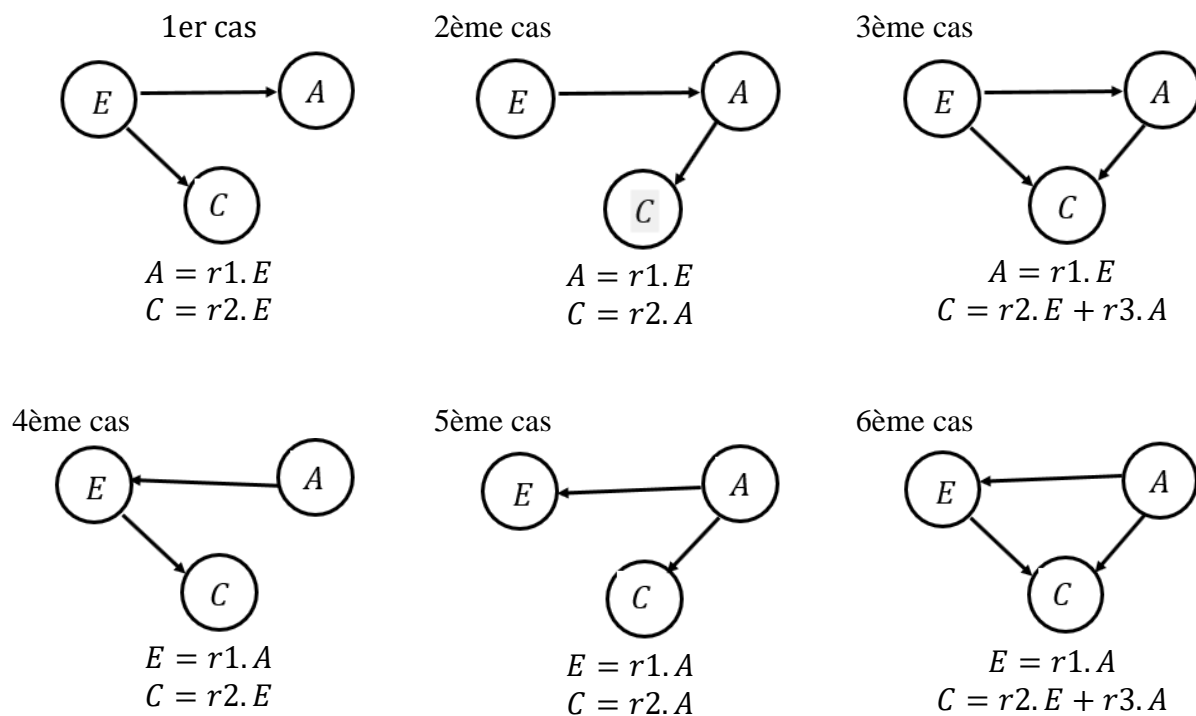 1er cas
E
A
C
A = r1. E
C = r2. E
2ème cas
E
A
C
A = r1. E
C = r2. A
3ème cas
E
A
C
A = r1. E
C = r2. E + r3. A
4ème cas
E
A
C
E = r1. A
C = r2. E
5ème cas
E
A
C
E = r1. A
C = r2. A
6ème cas
E
A
C
E = r1. A
C = r2. E + r3. A